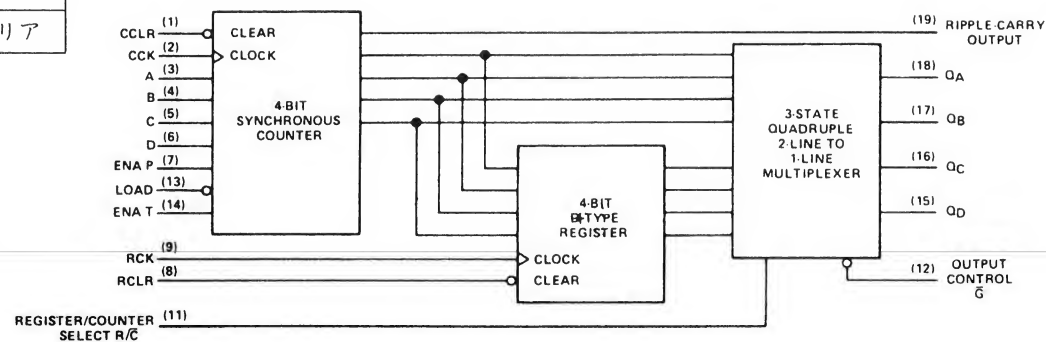 リア
CCLR (1)
CCK (2)
A (3)
B (4)
C (5)
D (6)
ENA P (7)
LOAD (13)
ENA T (14)
CLEAR
CLOCK
4-BIT
SYNCHRONOUS
COUNTER
RCK (9)
RCLR (8)
REGISTER/COUNTER (11)
SELECT R/C̅
4-BIT
REGISTER
CLOCK
CLEAR
3-STATE
QUADRUPLE
2-LINE TO
1-LINE
MULTIPLEXER
(19) RIPPLE-CARRY
OUTPUT
(18) QA
(17) QB
(16) QC
(15) QD
(12) OUTPUT
CONTROL
G̅